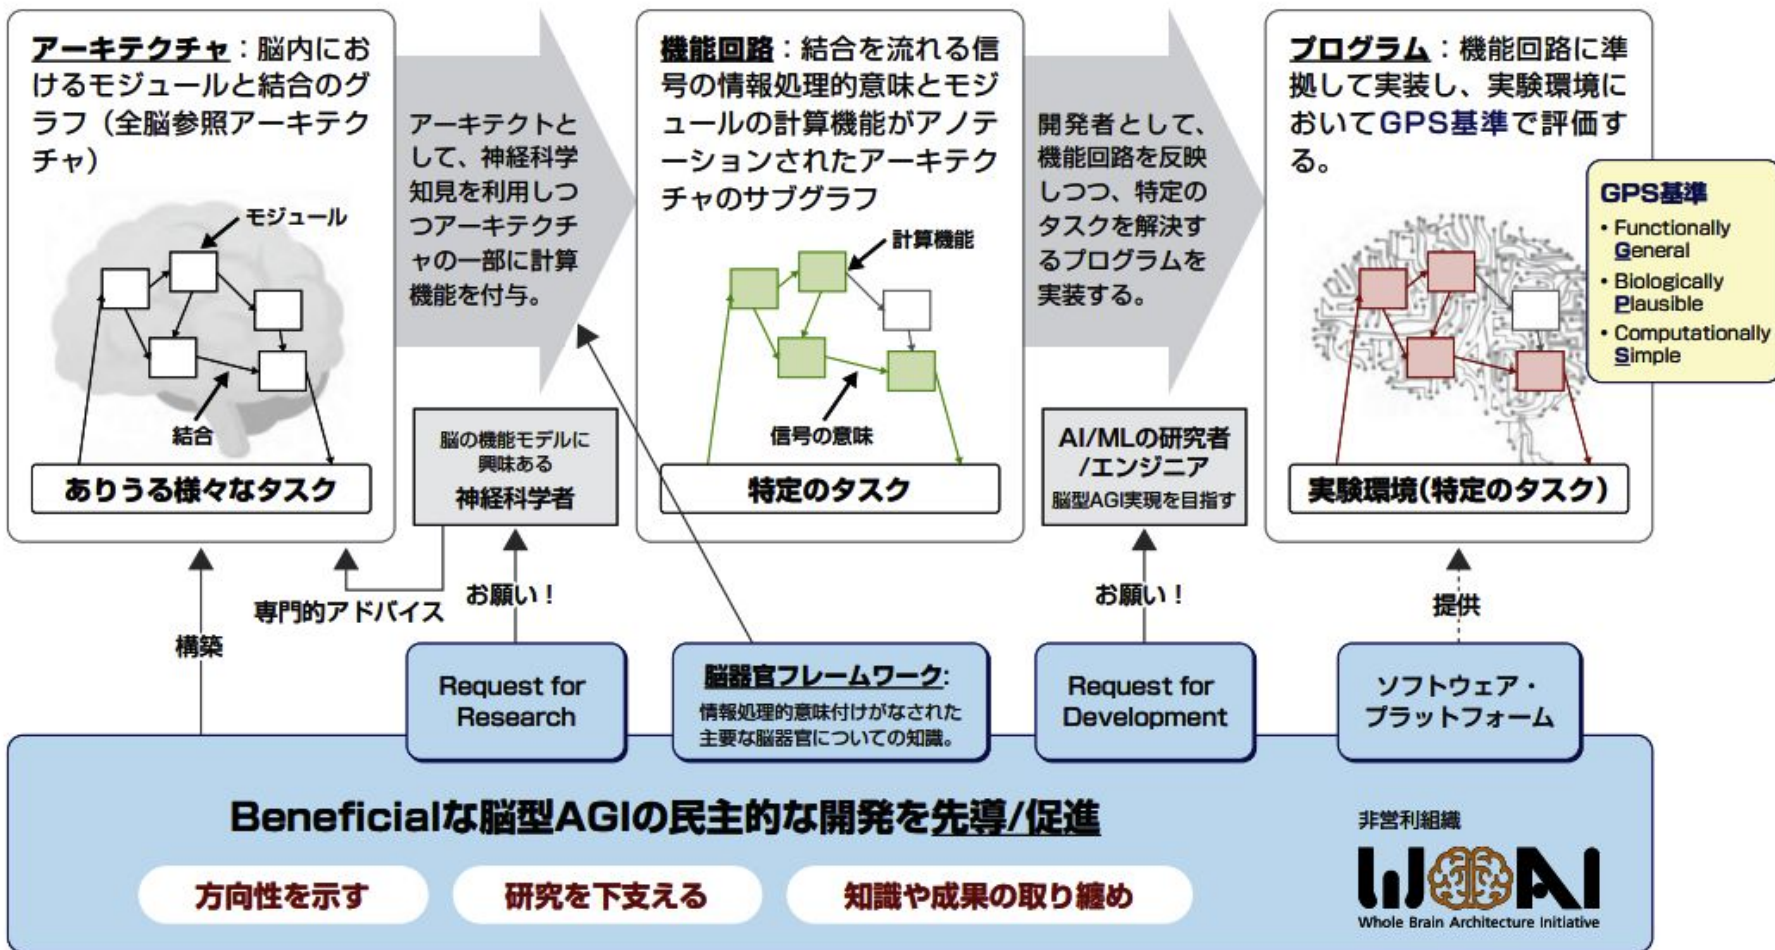 アーキテクチャ：脳内にお
けるモジュールと結合のグ
ラフ（全脳参照アーキテク
チャ）
モジュール
結合
ありうる様々なタスク
アーキテクトと
して、神経科学
知見を利用しつ
つアーキテクチ
ャの一部に計算
機能を付与。
脳の機能モデルに
興味ある
神経科学者
機能回路：結合を流れる信
号の情報処理的意味とモジ
ュールの計算機能がアノテ
ーションされたアーキテク
チャのサブグラフ
計算機能
信号の意味
特定のタスク
開発者として、
機能回路を反映
しつつ、特定の
タスクを解決す
るプログラムを
実装する。
AI/MLの研究者
/エンジニア
脳型AGI実現を目指す
プログラム：機能回路に準
拠して実装し、実験環境に
おいてGPS基準で評価す
る。
GPS基準
• Functionally
General
• Biologically
Plausible
• Computationally
Simple
実験環境(特定のタスク)
構築
専門的アドバイス
お願い！
お願い！
提供
Request for
Research
脳器官フレームワーク:
情報処理的意味付けがなされた
主要な脳器官についての知識。
Request for
Development
ソフトウェア・
プラットフォーム
Beneficialな脳型AGIの民主的な開発を先導/促進
方向性を示す
研究を下支える
知識や成果の取り纏め
非営利組織
WBAI
Whole Brain Architecture Initiative